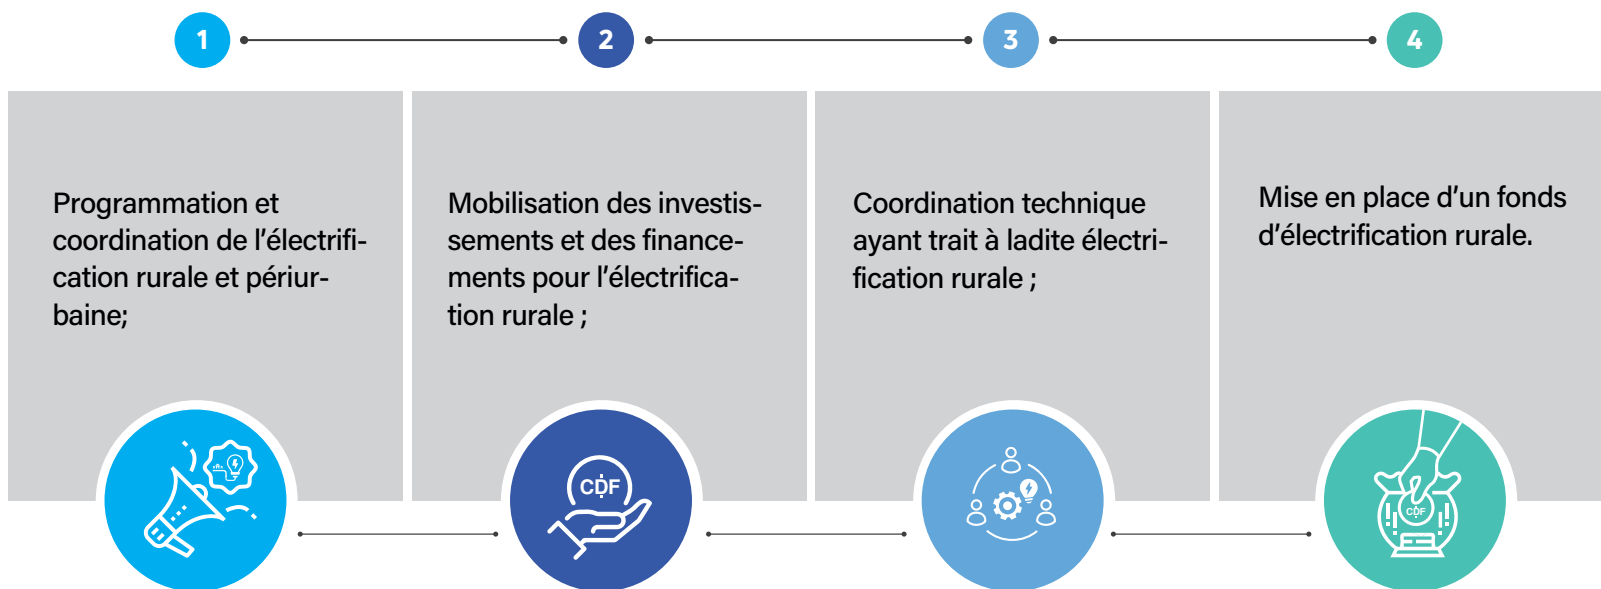 1
2
3
4
Programmation et
coordination de l’électrifi-
cation rurale et périur-
baine;
Mobilisation des investis-
sements et des finance-
ments pour l’électrifica-
tion rurale ;
Coordination technique
ayant trait à ladite électri-
fication rurale ;
Mise en place d’un fonds
d’électrification rurale.
CDF
CDF